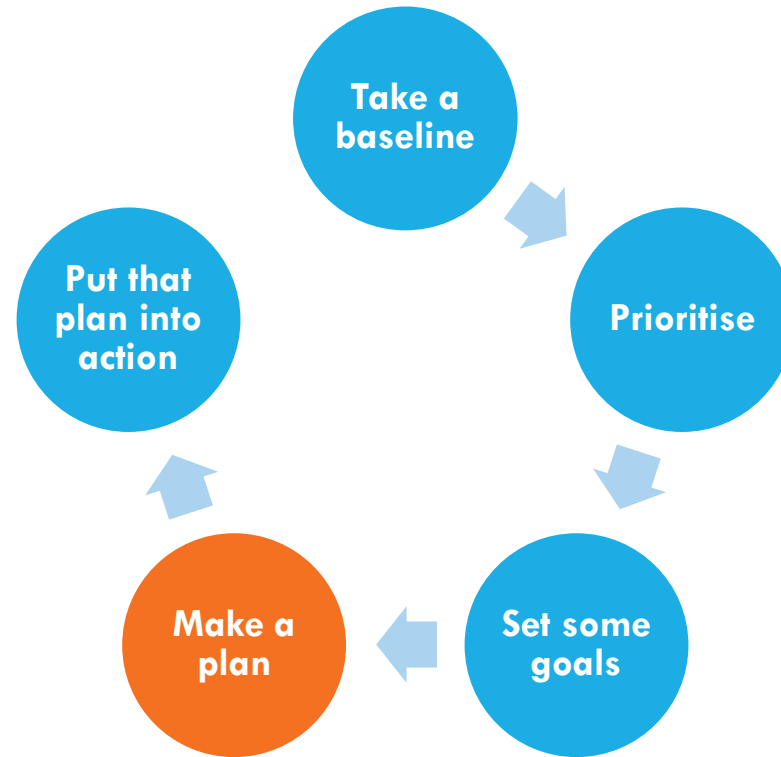 Take a
baseline
Prioritise
Set some
goals
Make a
plan
Put that
plan into
action